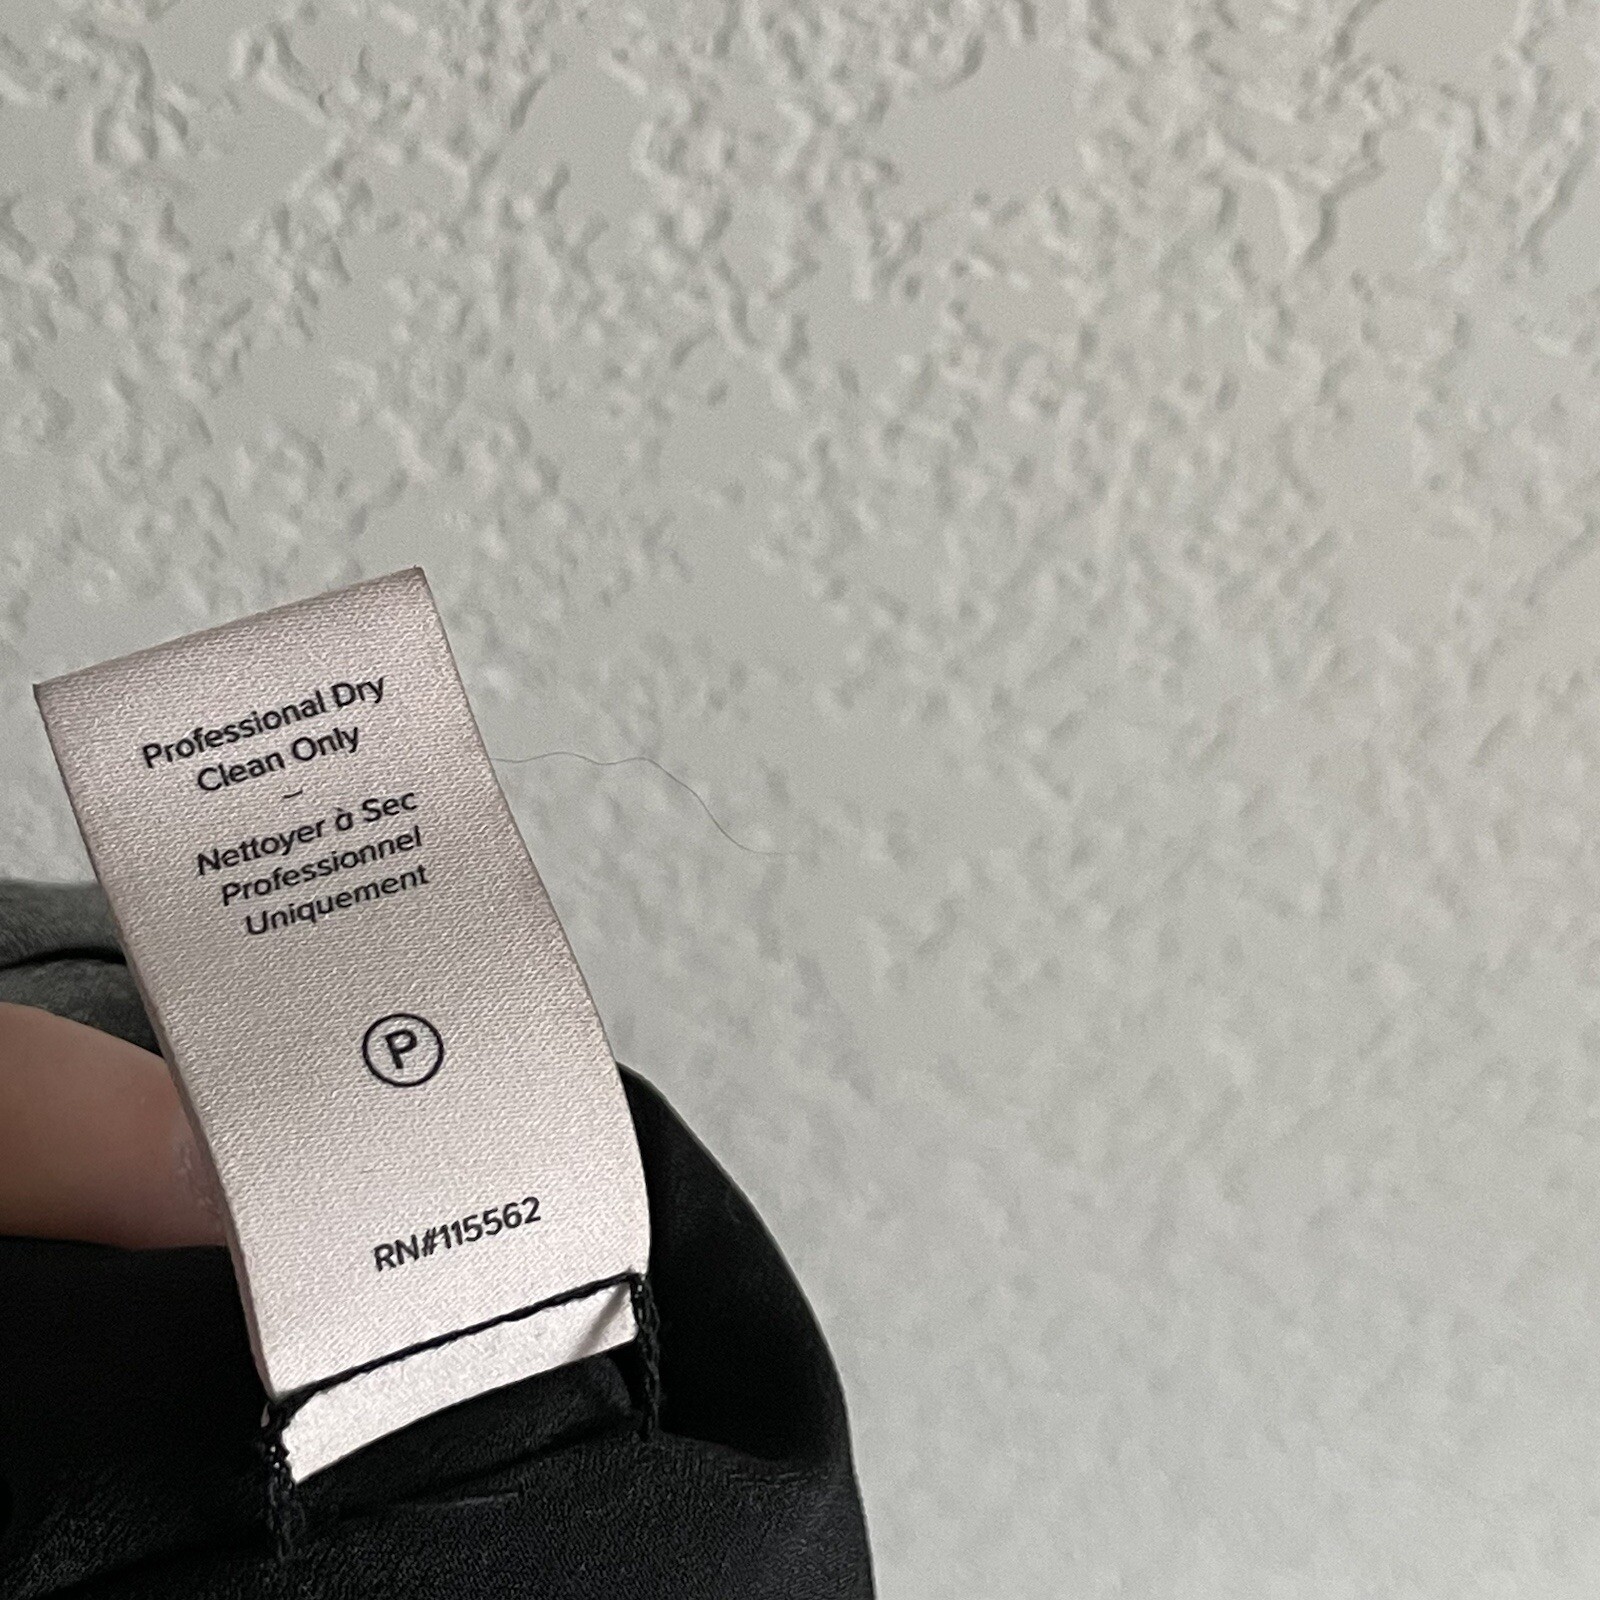 Professional Dry
Clean Only
–
Nettoyer à Sec
Professionnel
Uniquement
P
RN#115562